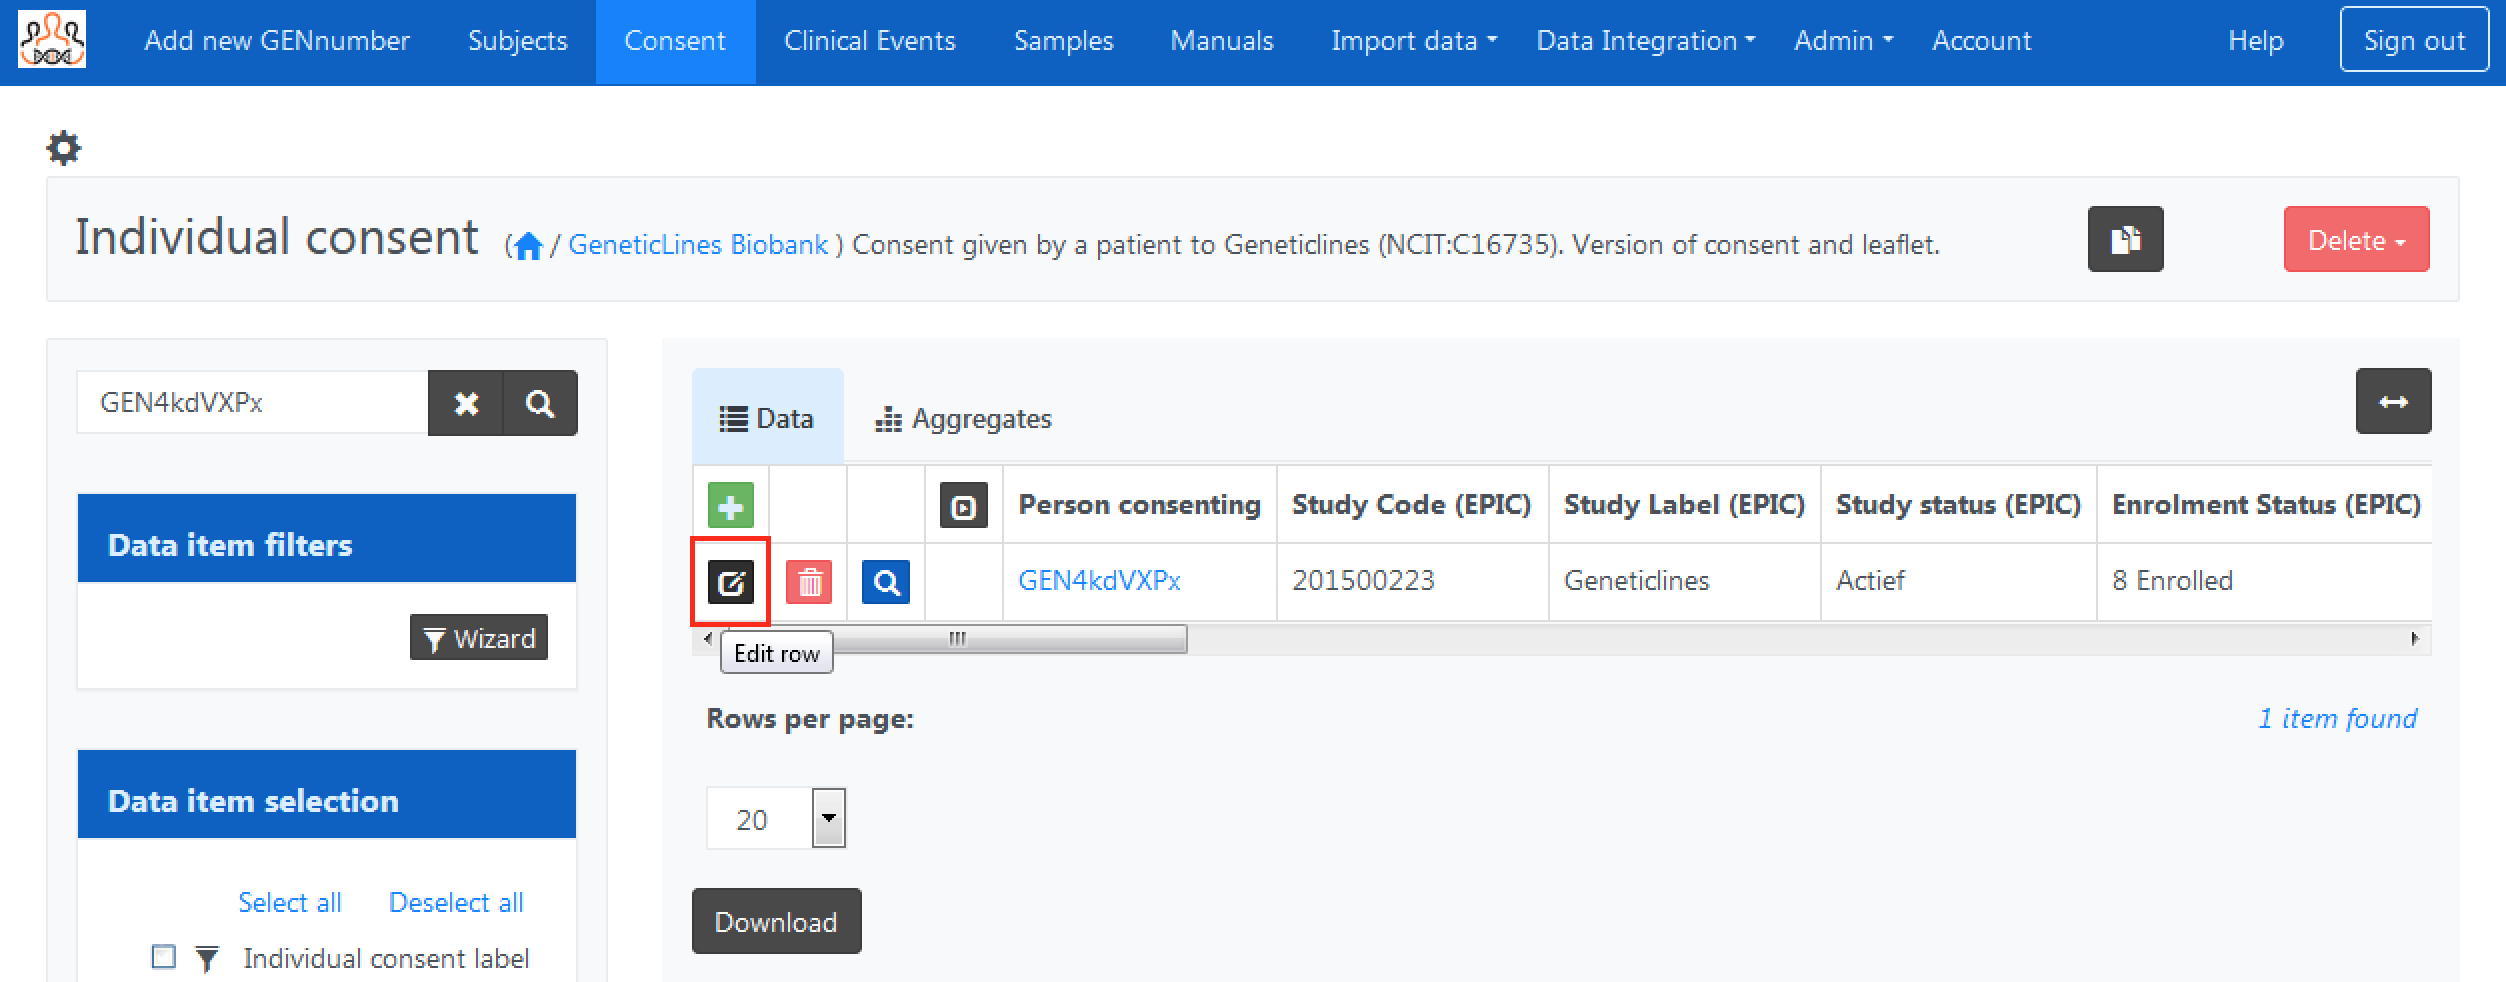 Add new GENnumber Subjects Consent Clinical Events Samples Manuals Import data Data Integration Admin Account Help Sign out
Individual consent ( / GeneticLines Biobank ) Consent given by a patient to Geneticlines (NCIT:C16735). Version of consent and leaflet. Delete
GEN4kdVXPx
Data item filters
Wizard
Data item selection
Select all Deselect all
Individual consent label
Data Aggregates
Person consenting Study Code (EPIC) Study Label (EPIC) Study status (EPIC) Enrolment Status (EPIC)
GEN4kdVXPx 201500223 Geneticlines Actief 8 Enrolled
Edit row
Rows per page: 1 item found
20
Download